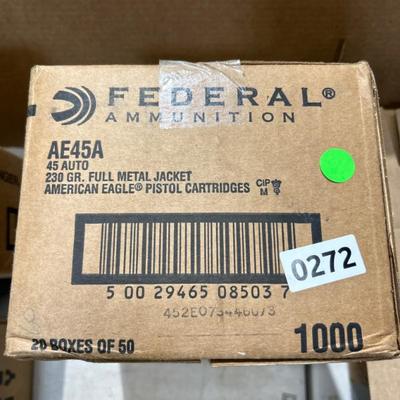 FEDERAL®
AMMUNITION
AE45A
45 AUTO
230 GR. FULL METAL JACKET
AMERICAN EAGLE® PISTOL CARTRIDGES
CIP
M
0272
5 00 29465 08503 7
20 BOXES OF 50
1000